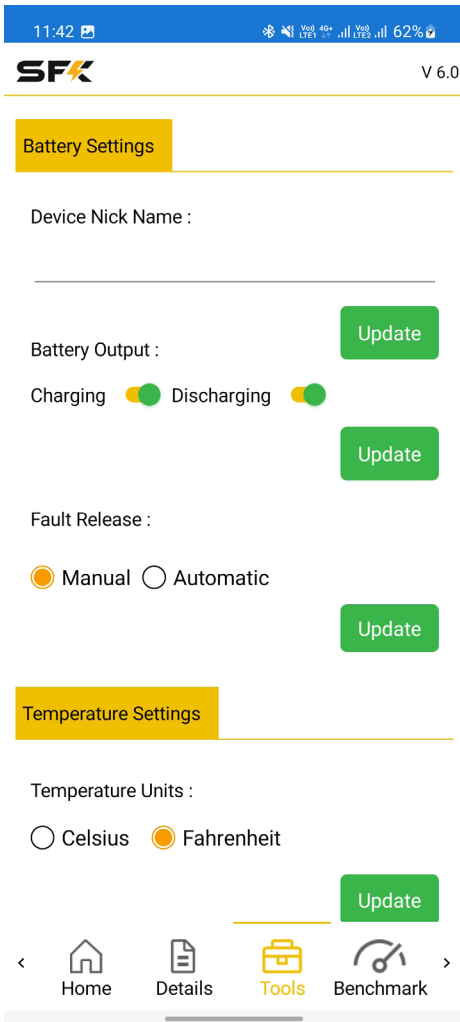 11:42 Vo) LTE1 4G+ Vo) LTE2 62%
SFK V 6.0
Battery Settings
Device Nick Name :
Update
Battery Output :
Charging Discharging
Update
Fault Release :
Manual Automatic
Update
Temperature Settings
Temperature Units :
Celsius Fahrenheit
Update
Home Details Tools Benchmark